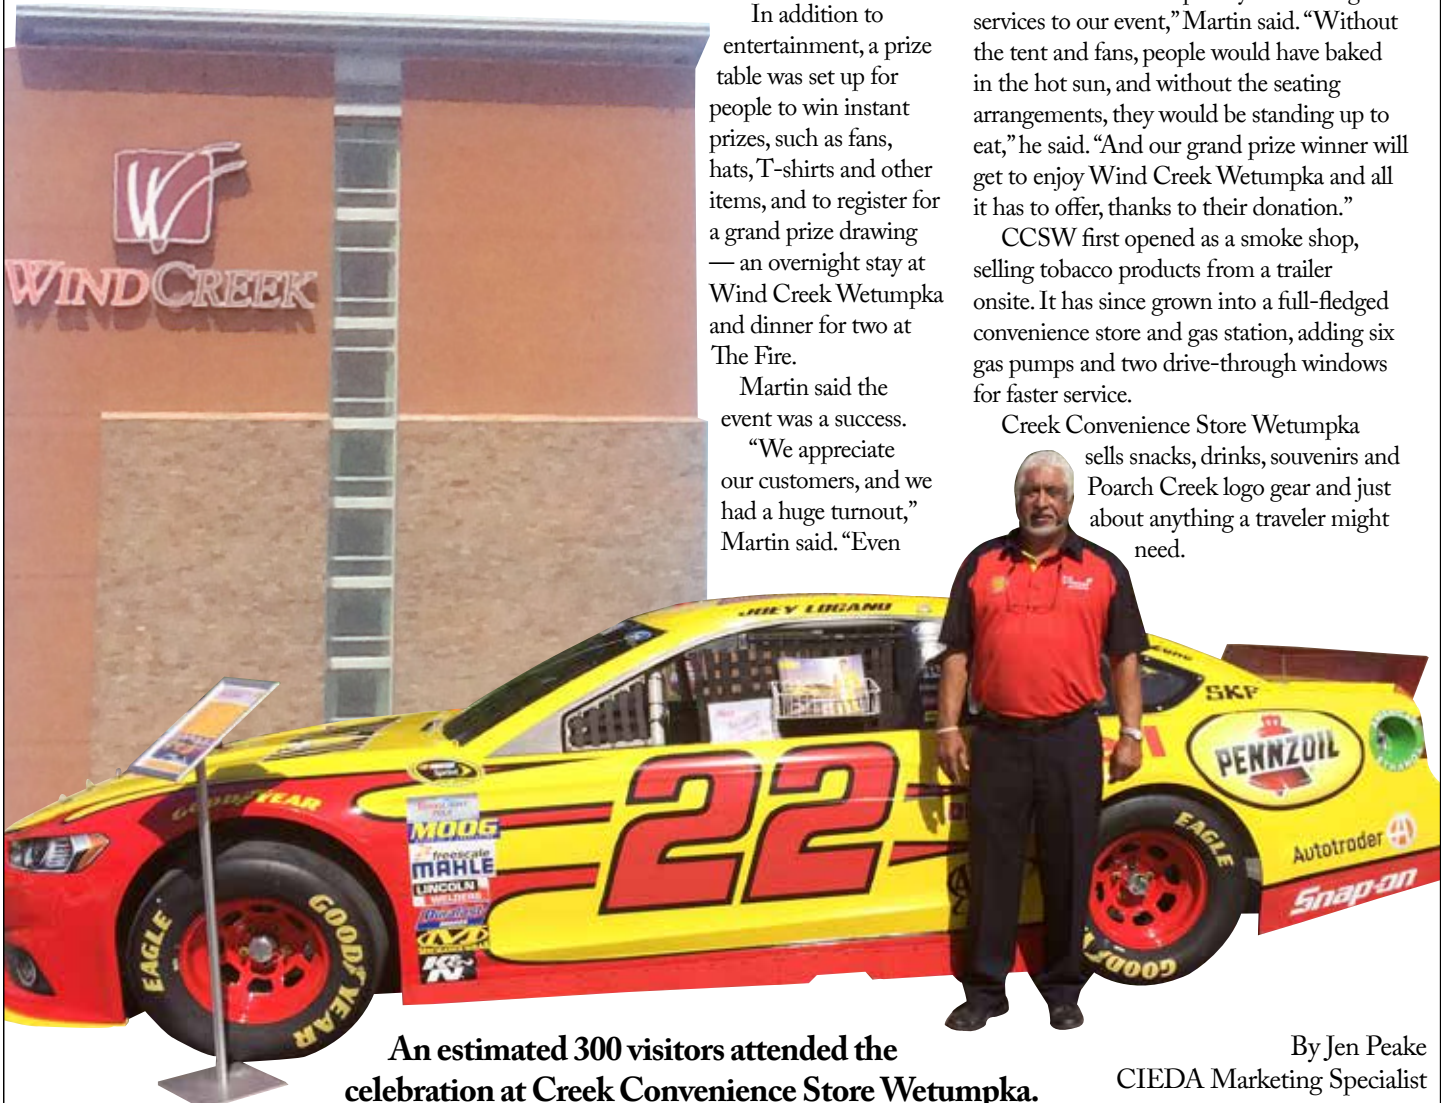 In addition to
entertainment, a prize
table was set up for
people to win instant
prizes, such as fans,
hats, T-shirts and other
items, and to register for
a grand prize drawing
— an overnight stay at
Wind Creek Wetumpka
and dinner for two at
The Fire.
Martin said the
event was a success.
“We appreciate
our customers, and we
had a huge turnout,”
Martin said. “Even
services to our event,” Martin said. “Without
the tent and fans, people would have baked
in the hot sun, and without the seating
arrangements, they would be standing up to
eat,” he said. “And our grand prize winner will
get to enjoy Wind Creek Wetumpka and all
it has to offer, thanks to their donation.”
CCSW first opened as a smoke shop,
selling tobacco products from a trailer
onsite. It has since grown into a full-fledged
convenience store and gas station, adding six
gas pumps and two drive-through windows
for faster service.
Creek Convenience Store Wetumpka
sells snacks, drinks, souvenirs and
Poarch Creek logo gear and just
about anything a traveler might
need.
WIND CREEK
JOEY LOGANO
SKF
PENNZOIL
22
GOODYEAR
MOOG
freescale
MAHLE
LINCOLN
WELDERS
Duralast
K&N
EAGLE
GOODYEAR
EAGLE
Autotrader
Snap-on
An estimated 300 visitors attended the
celebration at Creek Convenience Store Wetumpka.
By Jen Peake
CIEDA Marketing Specialist